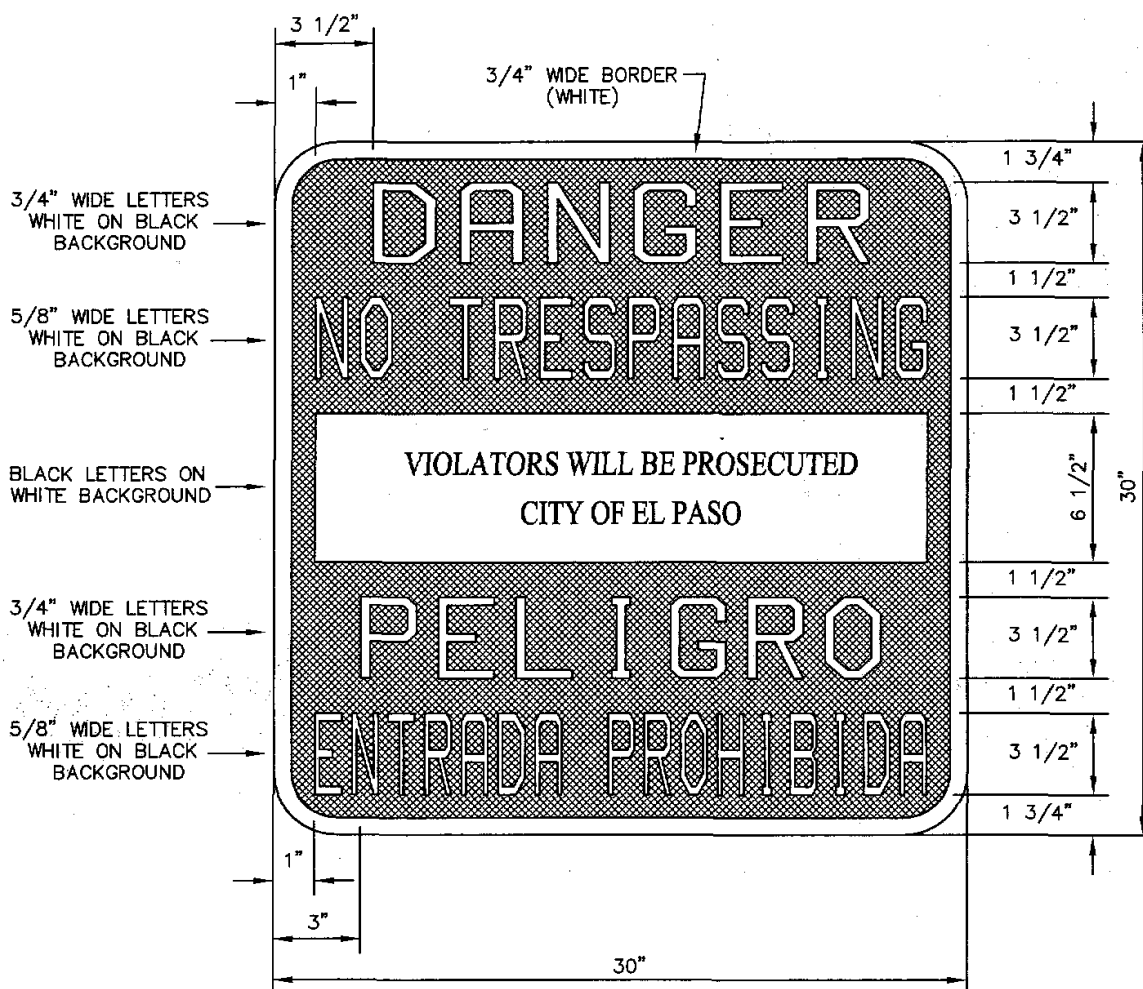 3 1/2"
1"
3/4" WIDE BORDER
(WHITE)
3/4" WIDE LETTERS
WHITE ON BLACK
BACKGROUND
5/8" WIDE LETTERS
WHITE ON BLACK
BACKGROUND
BLACK LETTERS ON
WHITE BACKGROUND
3/4" WIDE LETTERS
WHITE ON BLACK
BACKGROUND
5/8" WIDE LETTERS
WHITE ON BLACK
BACKGROUND
DANGER
NO TRESPASSING
VIOLATORS WILL BE PROSECUTED
CITY OF EL PASO
PELIGRO
ENTRADA PROHIBIDA
1 3/4"
3 1/2"
1 1/2"
3 1/2"
1 1/2"
6 1/2"
1 1/2"
3 1/2"
1 1/2"
3 1/2"
1 3/4"
30"
1"
3"
30"